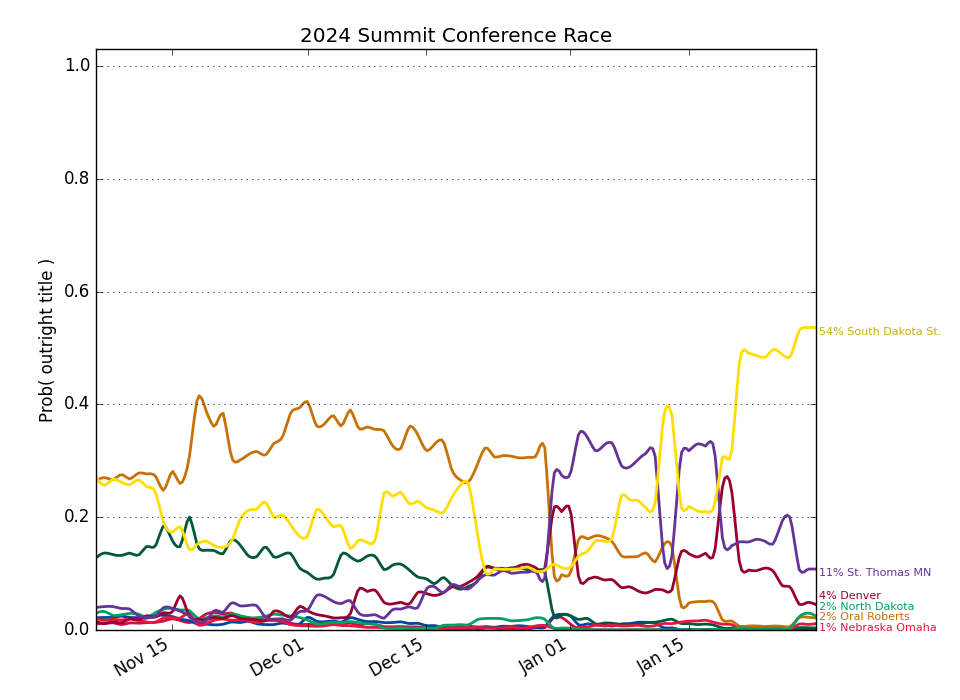 2024 Summit Conference Race
Prob( outright title )
1.0
0.8
0.6
0.4
0.2
0.0
Nov 15
Dec 01
Dec 15
Jan 01
Jan 15
54% South Dakota St.
11% St. Thomas MN
4% Denver
2% North Dakota
2% Oral Roberts
1% Nebraska Omaha